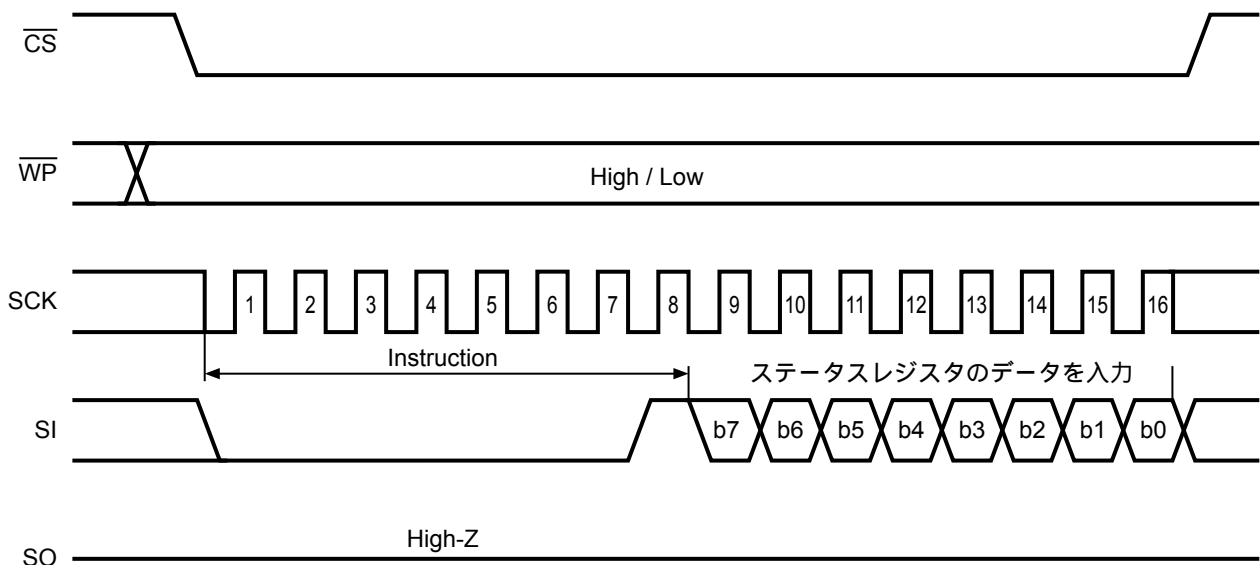 C̅S̅
W̅P̅
High / Low
SCK
1 2 3 4 5 6 7 8 9 10 11 12 13 14 15 16
Instruction
ステータスレジスタのデータを入力
SI
b7 b6 b5 b4 b3 b2 b1 b0
High-Z
SO